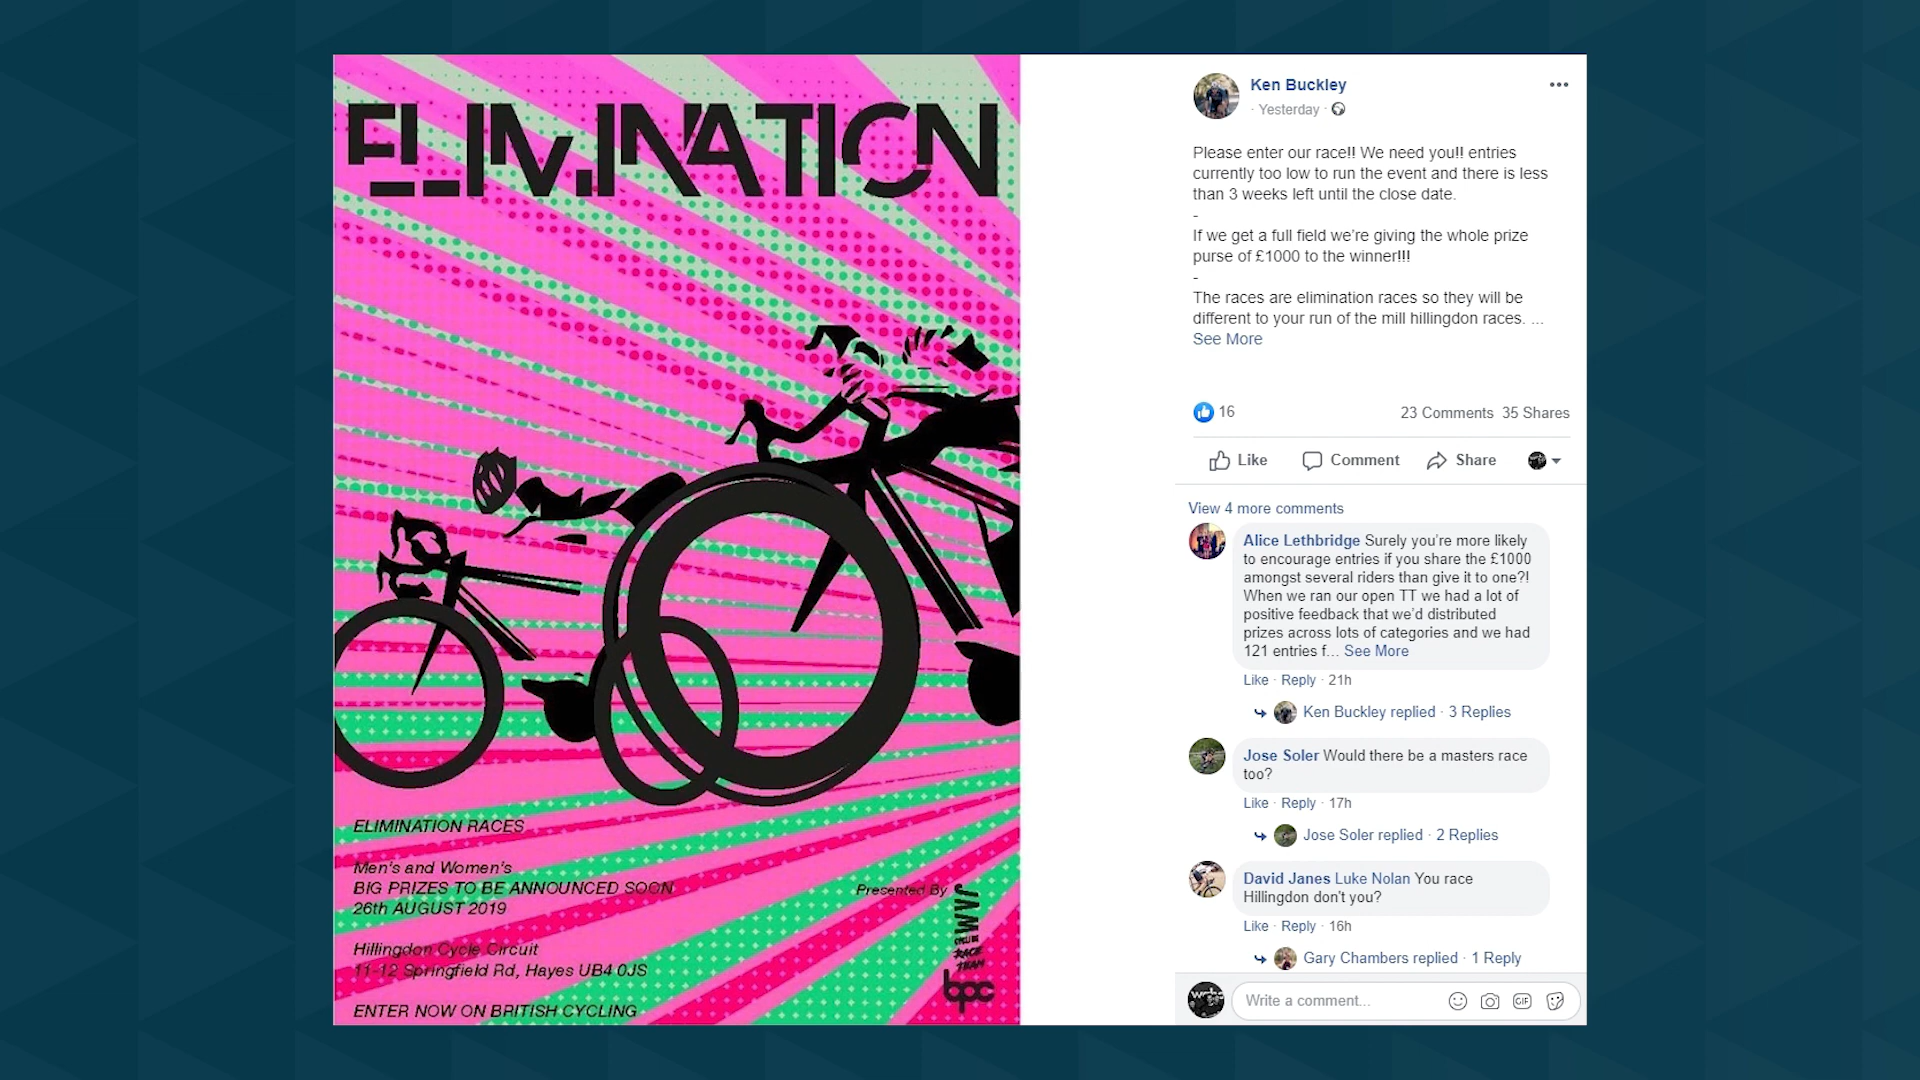 ELIMINATION
ELIMINATION RACES
Men's and Women's
BIG PRIZES TO BE ANNOUNCED SOON
26th AUGUST 2019
Hillingdon Cycle Circuit
11-12 Springfield Rd, Hayes UB4 0JS
ENTER NOW ON BRITISH CYCLING
Presented By
RACE
TEAM
bpc
Ken Buckley
· Yesterday ·
Please enter our race!! We need you!! entries
currently too low to run the event and there is less
than 3 weeks left until the close date.
-
If we get a full field we're giving the whole prize
purse of £1000 to the winner!!!
-
The races are elimination races so they will be
different to your run of the mill hillingdon races. ...
See More
16
23 Comments 35 Shares
Like Comment Share
View 4 more comments
Alice Lethbridge Surely you're more likely
to encourage entries if you share the £1000
amongst several riders than give it to one?!
When we ran our open TT we had a lot of
positive feedback that we'd distributed
prizes across lots of categories and we had
121 entries f... See More
Like · Reply · 21h
Ken Buckley replied · 3 Replies
Jose Soler Would there be a masters race
too?
Like · Reply · 17h
Jose Soler replied · 2 Replies
David Janes Luke Nolan You race
Hillingdon don't you?
Like · Reply · 16h
Gary Chambers replied · 1 Reply
Write a comment...
GIF